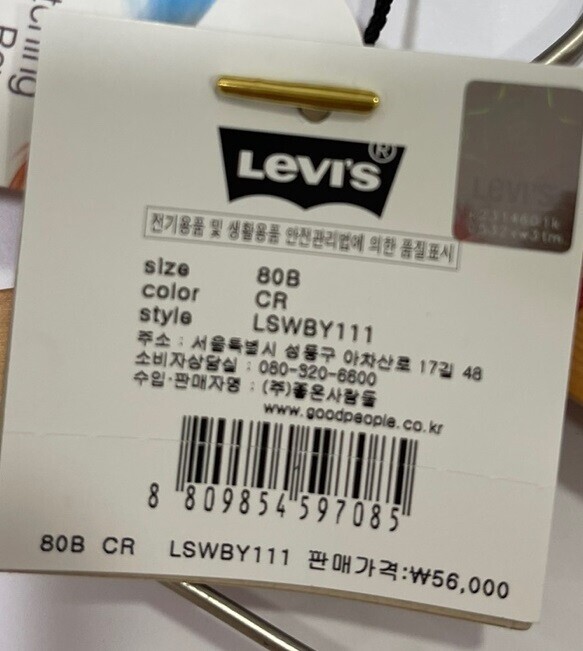 LEVI'S®
전기용품 및 생활용품 안전관리법에 의한 품질표시
size 80B
color CR
style LSWBY111
주소 : 서울특별시 성동구 아차산로 17길 48
소비자상담실 : 080-920-6600
수입·판매자명 : (주)좋은사람들
www.goodpeople.co.kr
8 809854 597085
80B CR LSWBY111 판매가격:₩56,000